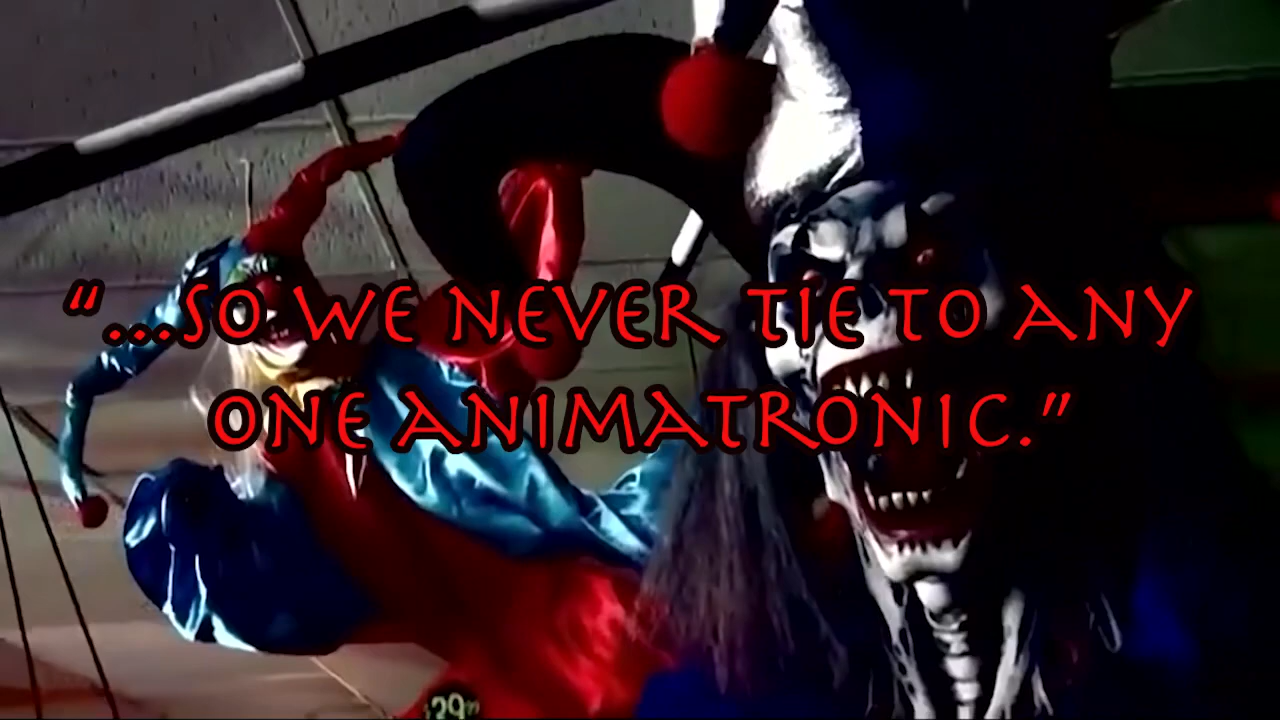 “...SO WE NEVER TIE TO ANY
ONE ANIMATRONIC.”